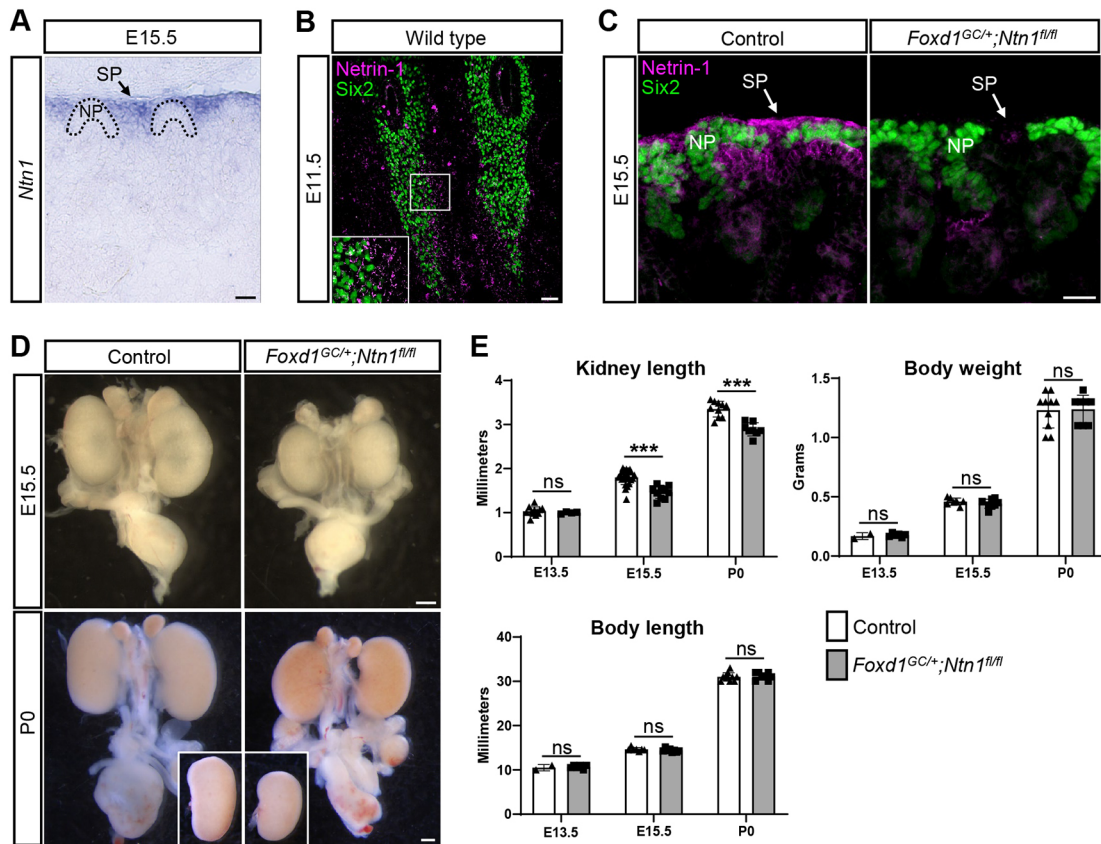 A
E15.5
Ntn1
SP
NP
B
Wild type
E11.5
Netrin-1
Six2
C
Control
Foxd1GC/+;Ntn1fl/fl
E15.5
Netrin-1
Six2
SP
NP
SP
NP
D
Control
Foxd1GC/+;Ntn1fl/fl
E15.5
P0
E
Kidney length
Millimeters
4
3
2
1
0
ns
***
***
E13.5
E15.5
P0
Body weight
Grams
1.5
1.0
0.5
0.0
ns
ns
ns
E13.5
E15.5
P0
Body length
Millimeters
40
30
20
10
0
ns
ns
ns
E13.5
E15.5
P0
Control
Foxd1GC/+;Ntn1fl/fl